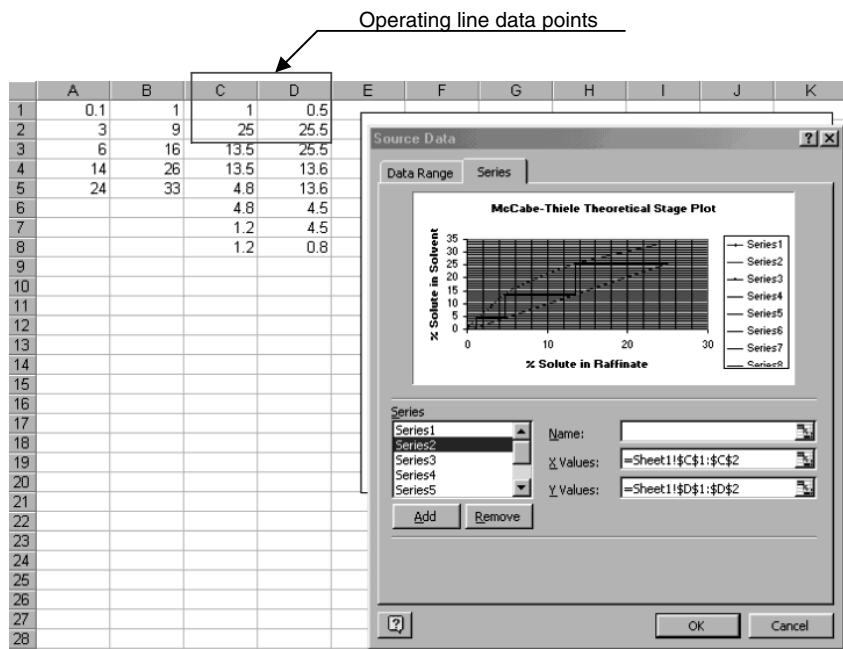 Operating line data points
A B C D E F G H I J K
1 0.1 1 1 0.5
2 3 9 25 25.5
3 6 16 13.5 25.5
4 14 26 13.5 13.6
5 24 33 4.8 13.6
6 4.8 4.5
7 1.2 4.5
8 1.2 0.8
9
10
11
12
13
14
15
16
17
18
19
20
21
22
23
24
25
26
27
28
Source Data
Data Range Series
McCabe-Thiele Theoretical Stage Plot
% Solute in Solvent
35
30
25
20
15
10
5
0
0 10 20 30
% Solute in Raffinate
Series1
Series2
Series3
Series4
Series5
Series6
Series7
Series8
Series
Series1
Series2
Series3
Series4
Series5
Name:
X Values: =Sheet1!$C$1:$C$2
Y Values: =Sheet1!$D$1:$D$2
Add Remove
OK Cancel